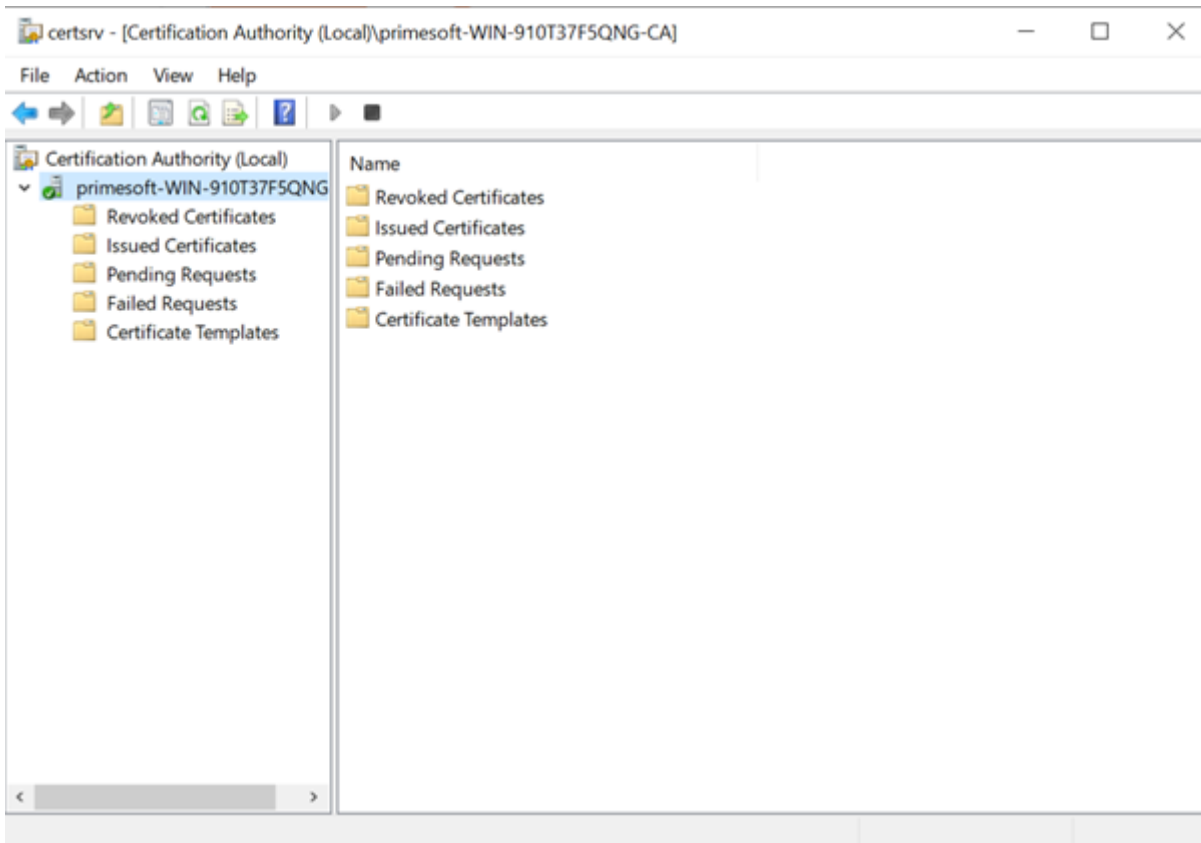 certsrv - [Certification Authority (Local)\primesoft-WIN-910T37F5QNG-CA]
File Action View Help
Certification Authority (Local)
primesoft-WIN-910T37F5QNG
Revoked Certificates
Issued Certificates
Pending Requests
Failed Requests
Certificate Templates
Name
Revoked Certificates
Issued Certificates
Pending Requests
Failed Requests
Certificate Templates